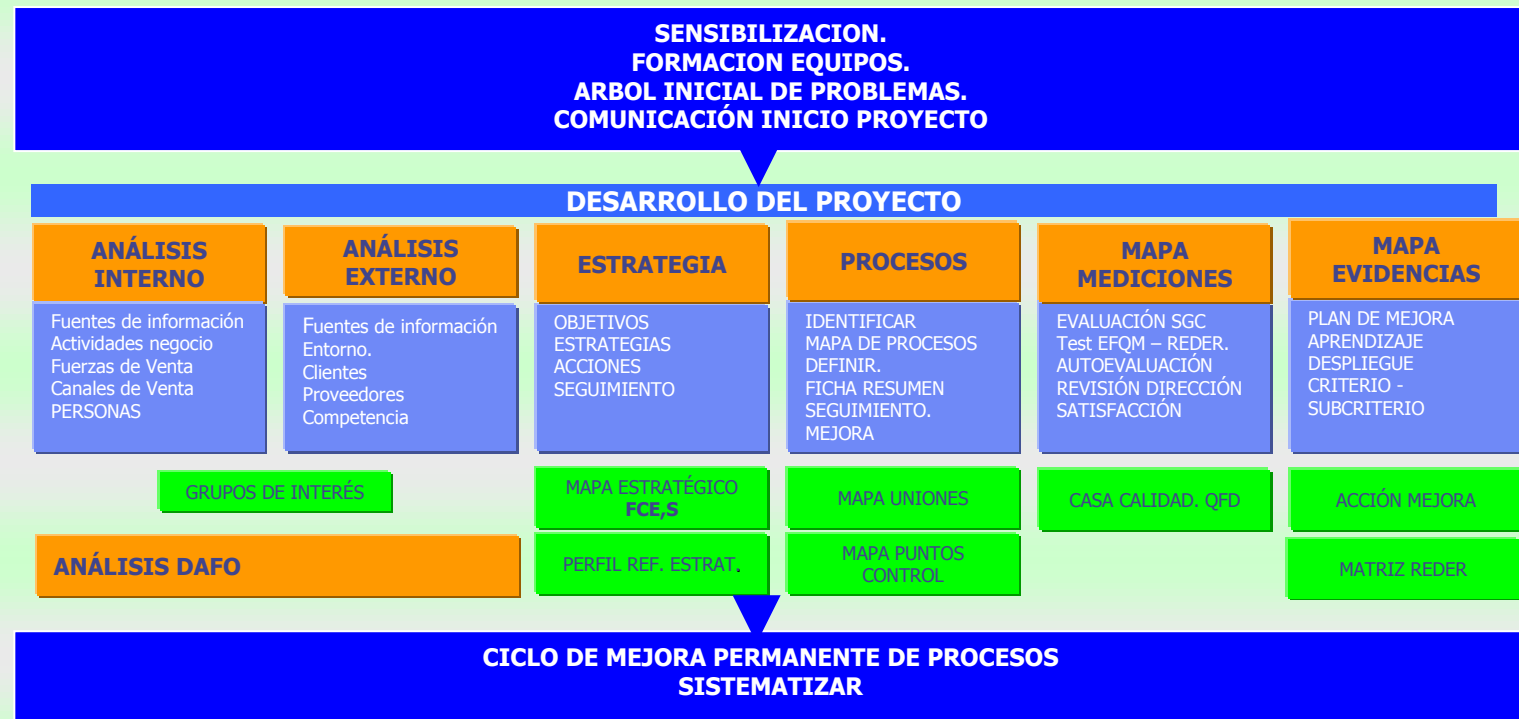 SENSIBILIZACION.
FORMACION EQUIPOS.
ARBOL INICIAL DE PROBLEMAS.
COMUNICACIÓN INICIO PROYECTO
DESARROLLO DEL PROYECTO
ANÁLISIS
INTERNO
Fuentes de información
Actividades negocio
Fuerzas de Venta
Canales de Venta
PERSONAS
ANÁLISIS
EXTERNO
Fuentes de información
Entorno.
Clientes
Proveedores
Competencia
GRUPOS DE INTERÉS
ANÁLISIS DAFO
ESTRATEGIA
OBJETIVOS
ESTRATEGIAS
ACCIONES
SEGUIMIENTO
MAPA ESTRATÉGICO
FCE,S
PERFIL REF. ESTRAT.
PROCESOS
IDENTIFICAR
MAPA DE PROCESOS
DEFINIR.
FICHA RESUMEN
SEGUIMIENTO.
MEJORA
MAPA UNIONES
MAPA PUNTOS
CONTROL
MAPA
MEDICIONES
EVALUACIÓN SGC
Test EFQM – REDER.
AUTOEVALUACIÓN
REVISIÓN DIRECCIÓN
SATISFACCIÓN
CASA CALIDAD. QFD
MAPA
EVIDENCIAS
PLAN DE MEJORA
APRENDIZAJE
DESPLIEGUE
CRITERIO -
SUBCRITERIO
ACCIÓN MEJORA
MATRIZ REDER
CICLO DE MEJORA PERMANENTE DE PROCESOS
SISTEMATIZAR